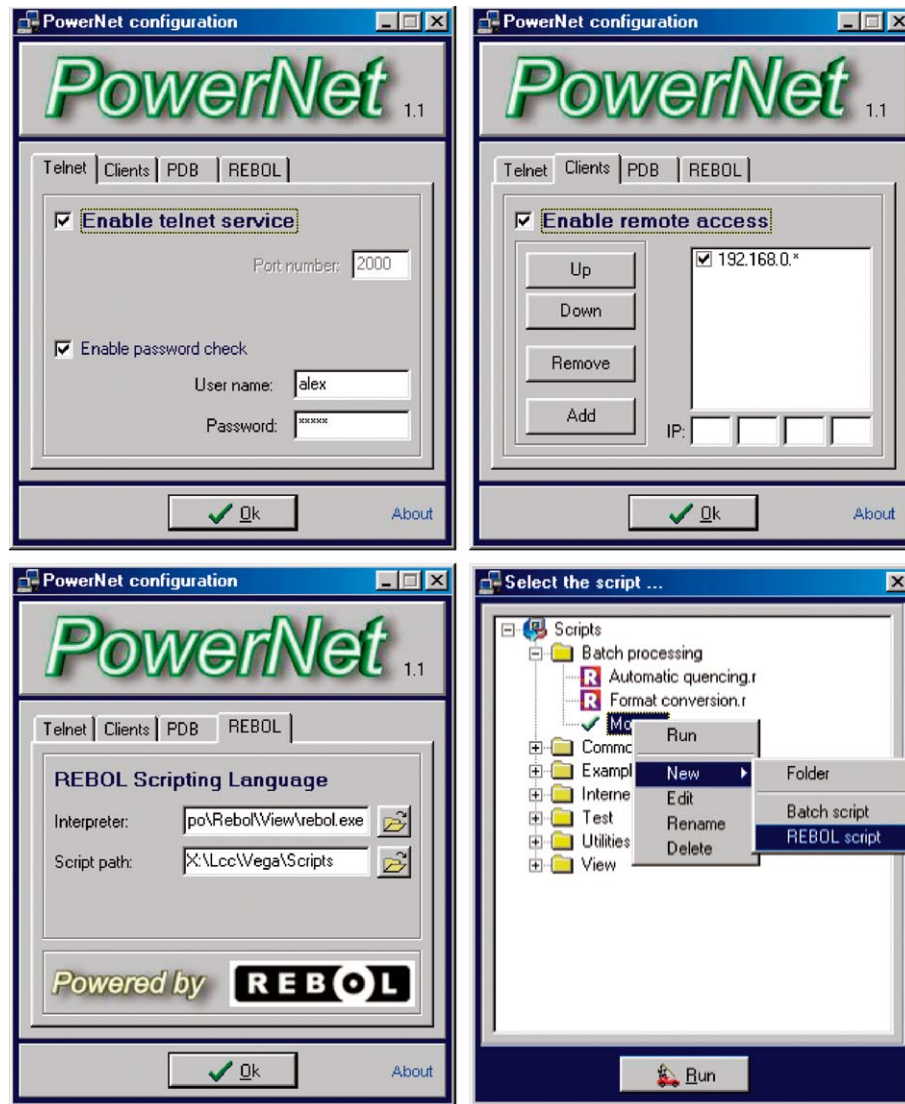 PowerNet configuration
PowerNet 1.1
Telnet Clients PDB REBOL
Enable telnet service
Port number: 2000
Enable password check
User name: alex
Password: xxxxx
Ok About
PowerNet configuration
PowerNet 1.1
Telnet Clients PDB REBOL
Enable remote access
Up
Down
Remove
Add
192.168.0.*
IP:
Ok About
PowerNet configuration
PowerNet 1.1
Telnet Clients PDB REBOL
REBOL Scripting Language
Interpreter: po\Rebol\View\rebol.exe
Script path: X:\Lcc\Vega\Scripts
Powered by REBOL
Ok About
Select the script ...
Scripts
Batch processing
Automatic quencing.r
Format conversion.r
Mo
Commo
Exampl
Interne
Test
Utilities
View
Run
New
Edit
Rename
Delete
Folder
Batch script
REBOL script
Run